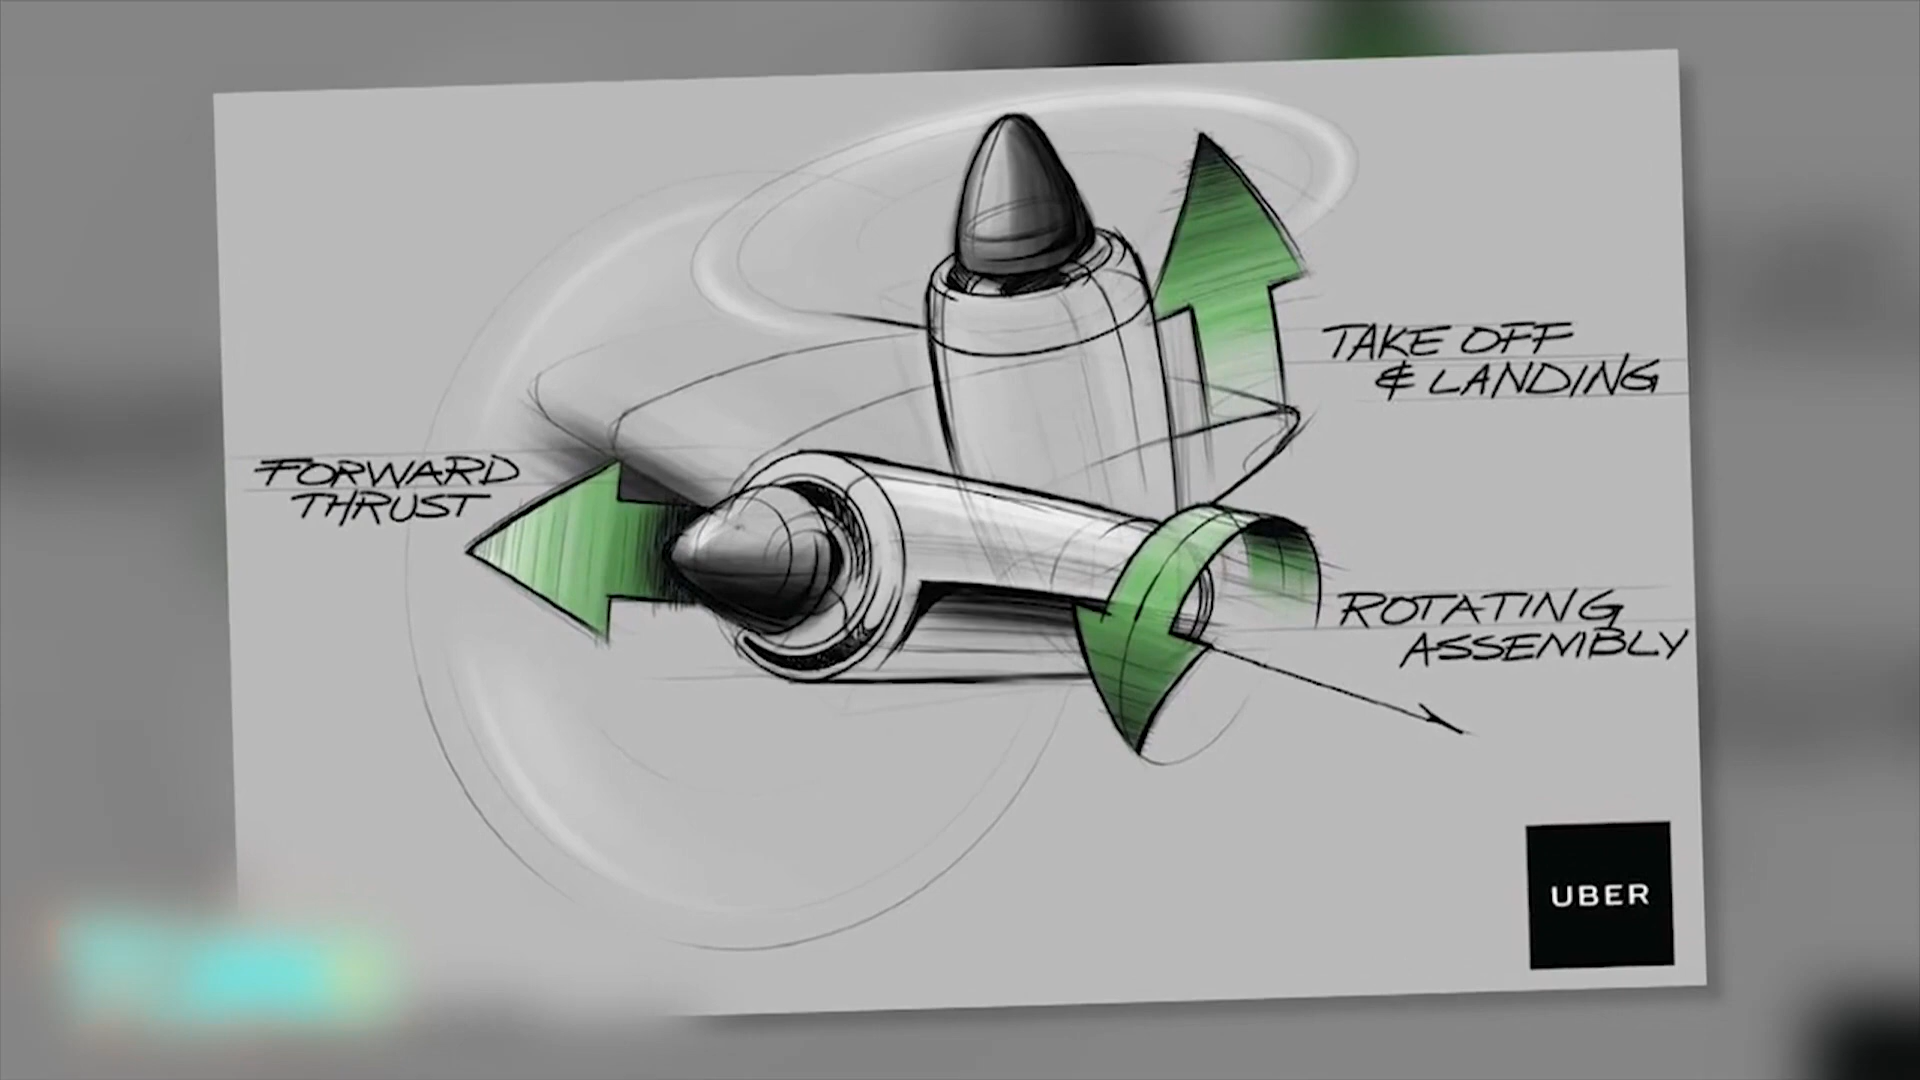 TAKE OFF
& LANDING
FORWARD
THRUST
ROTATING
ASSEMBLY
UBER